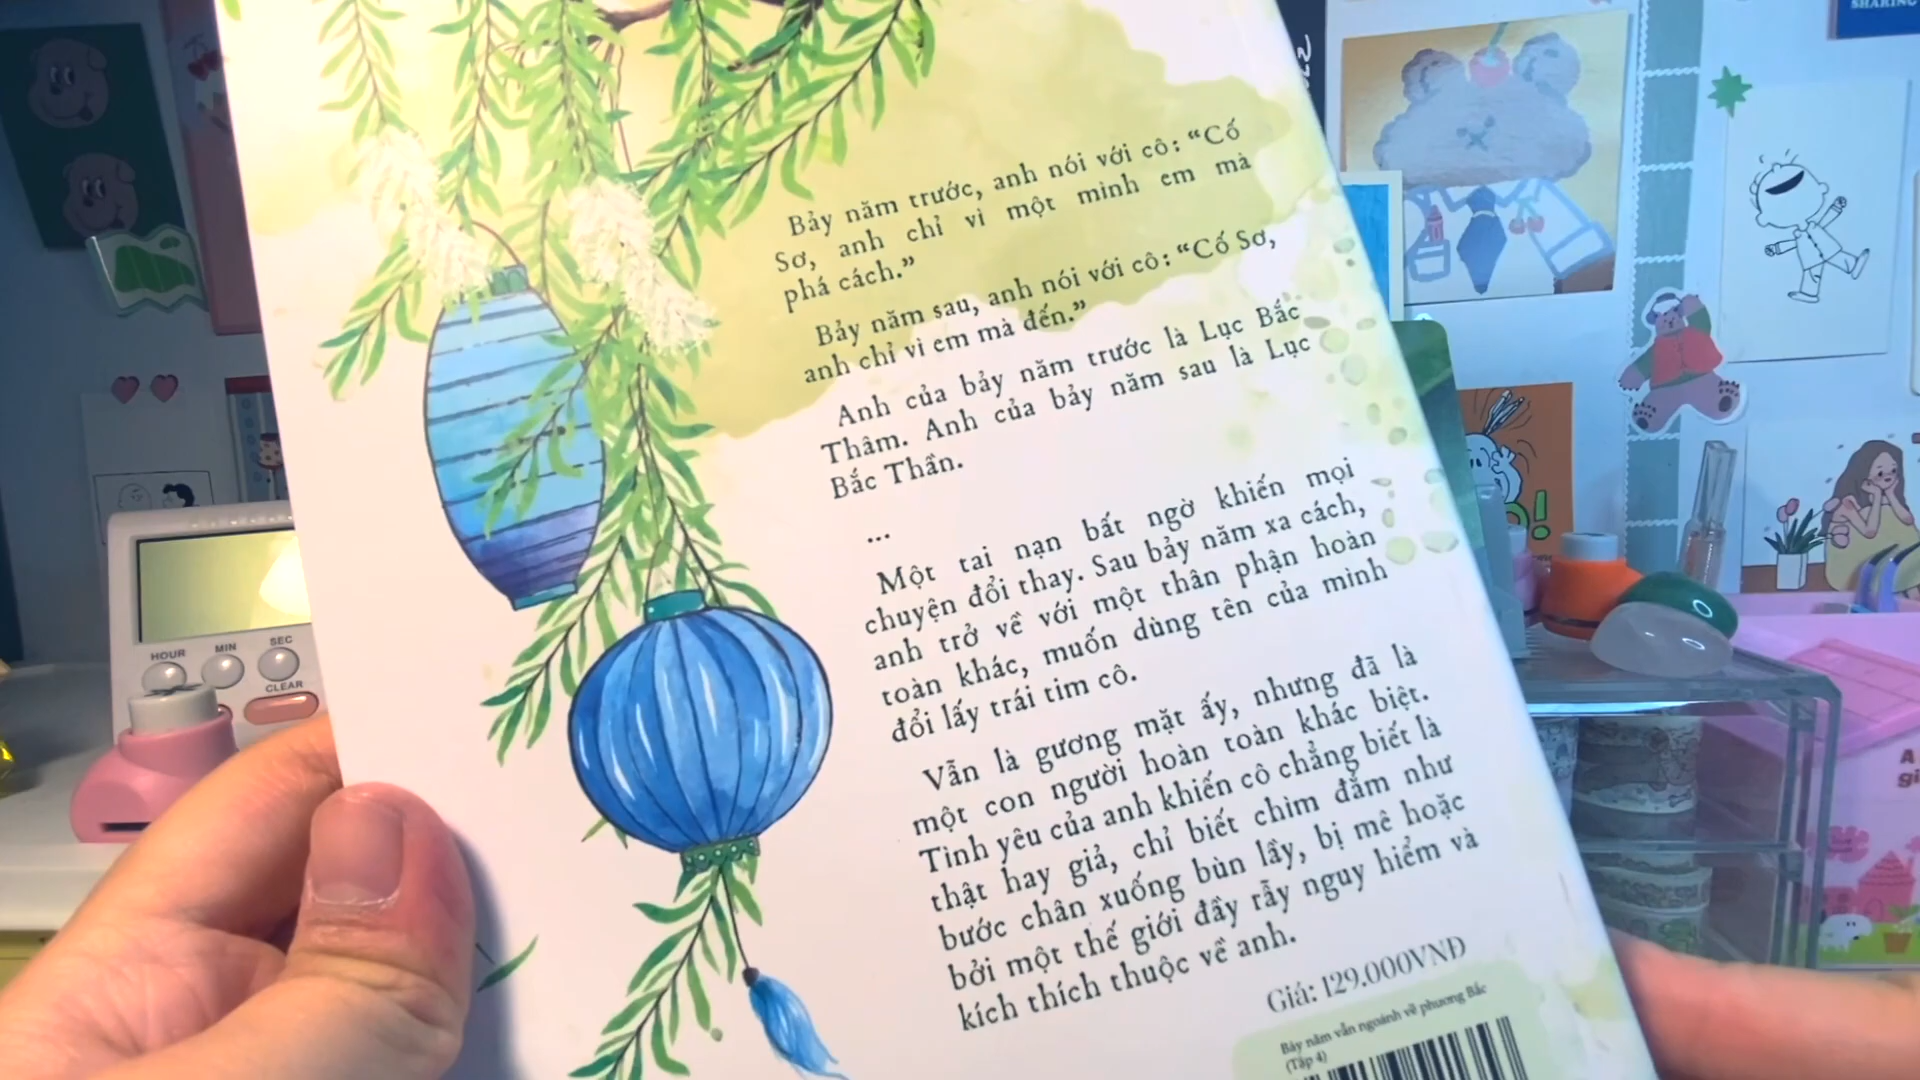 SHARING
Bảy năm trước, anh nói với cô: “Cố
Sơ, anh chỉ vì một mình em mà
phá cách.”
Bảy năm sau, anh nói với cô: “Cố Sơ,
anh chỉ vì em mà đến.”
Anh của bảy năm trước là Lục Bắc
Thâm. Anh của bảy năm sau là Lục
Bắc Thần.
...
Một tai nạn bất ngờ khiến mọi
chuyện đổi thay. Sau bảy năm xa cách,
anh trở về với một thân phận hoàn
toàn khác, muốn dùng tên của mình
đổi lấy trái tim cô.
Vẫn là gương mặt ấy, nhưng đã là
một con người hoàn toàn khác biệt.
Tình yêu của anh khiến cô chẳng biết là
thật hay giả, chỉ biết chìm đắm như
bước chân xuống bùn lầy, bị mê hoặc
bởi một thế giới đầy rẫy nguy hiểm và
kích thích thuộc về anh.
Giá: 129.000VNĐ
Bảy năm vẫn ngoảnh về phương Bắc
(Tập 4)
HOUR MIN SEC
CLEAR